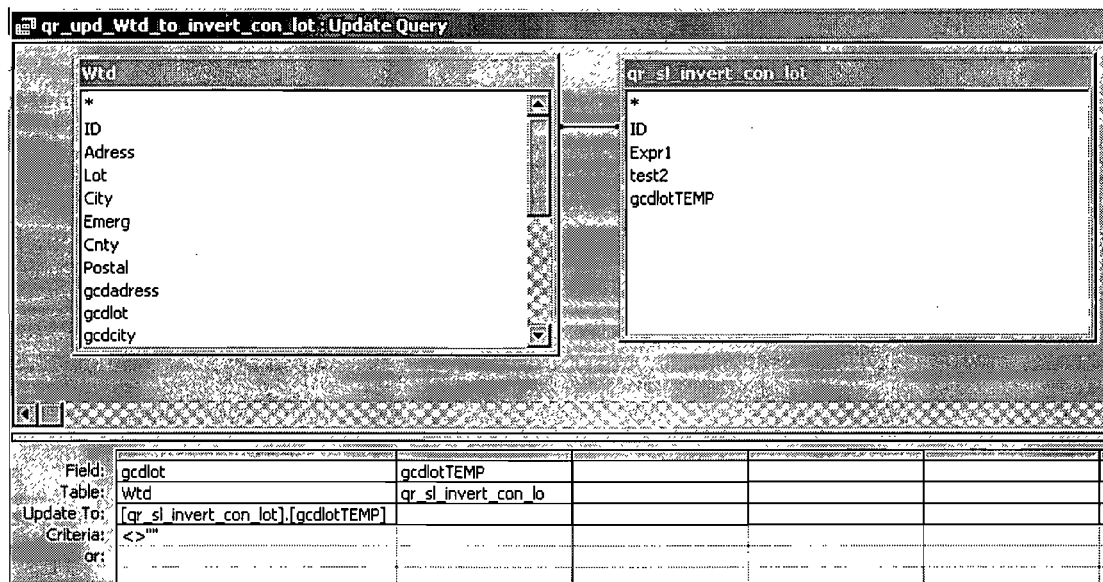 qr_upd_Wtd_to_invert_con_lot : Update Query
Wtd
*
ID
Adress
Lot
City
Emerg
Cnty
Postal
gcdadress
gcdlot
gcdcity
qr_sl_invert_con_lot
*
ID
Expr1
test2
gcdlotTEMP
Field: gcdlot gcdlotTEMP
Table: Wtd qr_sl_invert_con_lo
Update To: [qr_sl_invert_con_lot].[gcdlotTEMP]
Criteria: <>""
or: